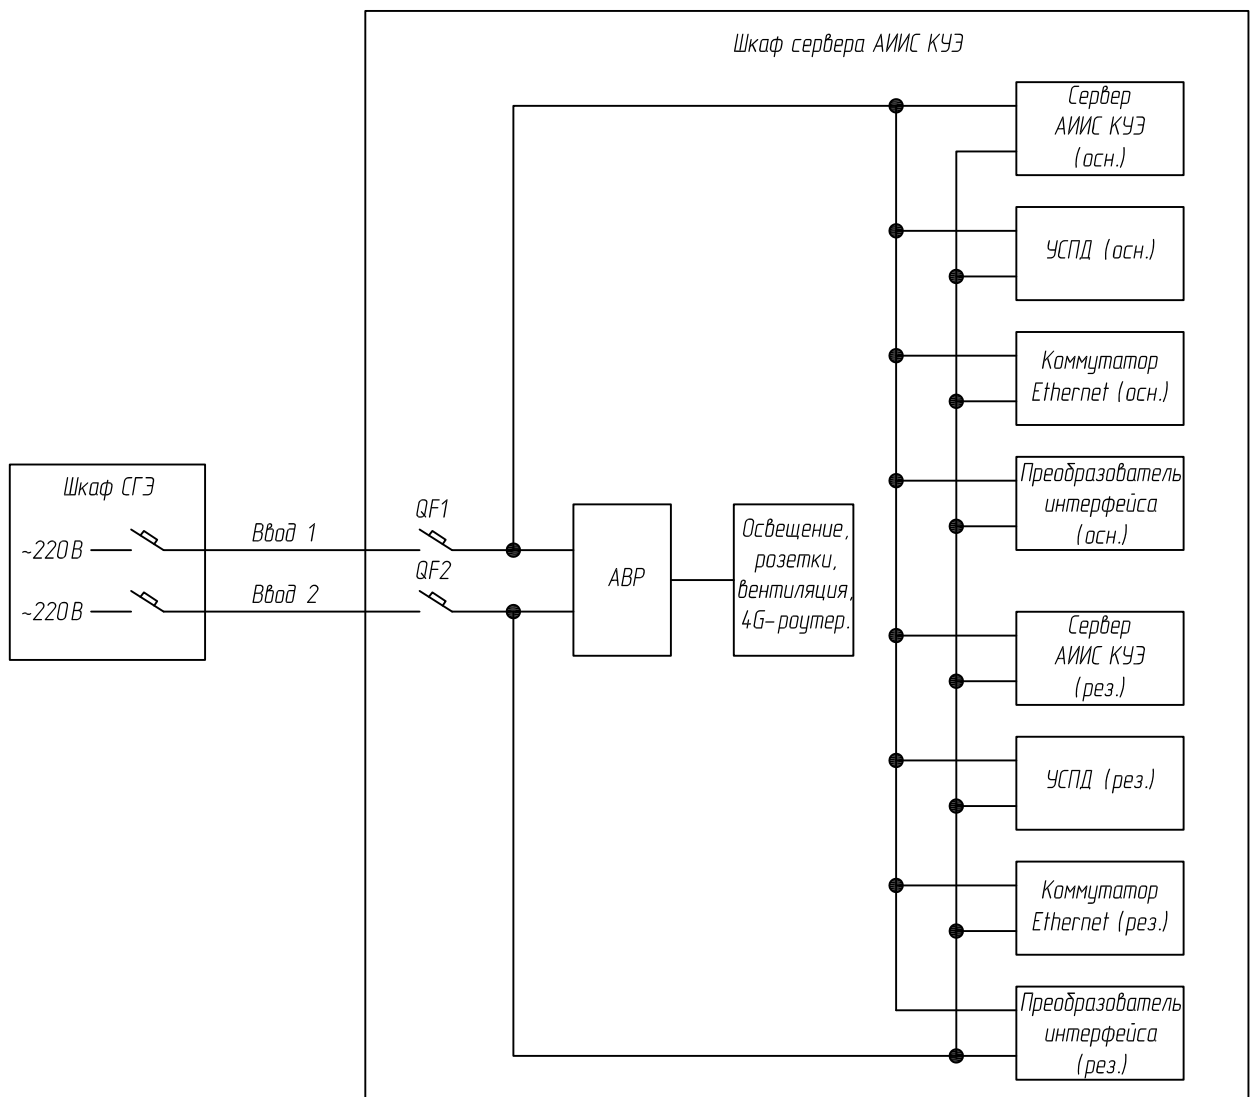 Шкаф сервера АИИС КУЭ
Сервер
АИИС КУЭ
(осн.)
УСПД (осн.)
Коммутатор
Ethernet (осн.)
Преобразователь
интерфейса
(осн.)
Шкаф СГЭ
~220В
~220В
Ввод 1
Ввод 2
QF1
QF2
АВР
Освещение,
розетки,
вентиляция,
4G-роутер.
Сервер
АИИС КУЭ
(рез.)
УСПД (рез.)
Коммутатор
Ethernet (рез.)
Преобразователь
интерфейса
(рез.)